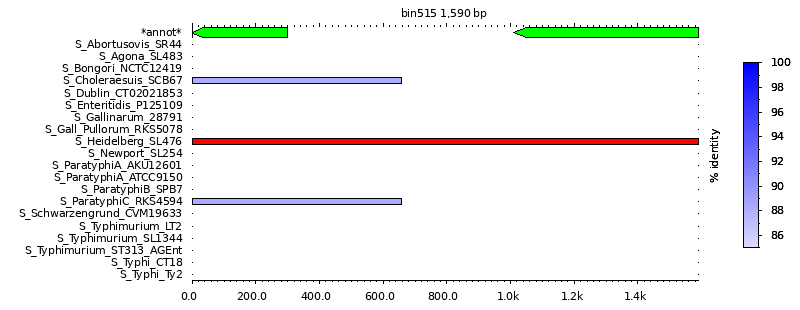 bin515 1,590 bp
*annot*
S_Abortusovis_SR44
S_Agona_SL483
S_Bongori_NCTC12419
S_Choleraesuis_SCB67
S_Dublin_CT02021853
S_Enteritidis_P125109
S_Gallinarum_28791
S_Gall_Pullorum_RKS5078
S_Heidelberg_SL476
S_Newport_SL254
S_ParatyphiA_AKU12601
S_ParatyphiA_ATCC9150
S_ParatyphiB_SPB7
S_ParatyphiC_RKS4594
S_Schwarzengrund_CVM19633
S_Typhimurium_LT2
S_Typhimurium_SL1344
S_Typhimurium_ST313_AGEnt
S_Typhi_CT18
S_Typhi_Ty2
0.0 200.0 400.0 600.0 800.0 1.0k 1.2k 1.4k
% identity
100
98
96
94
92
90
88
86